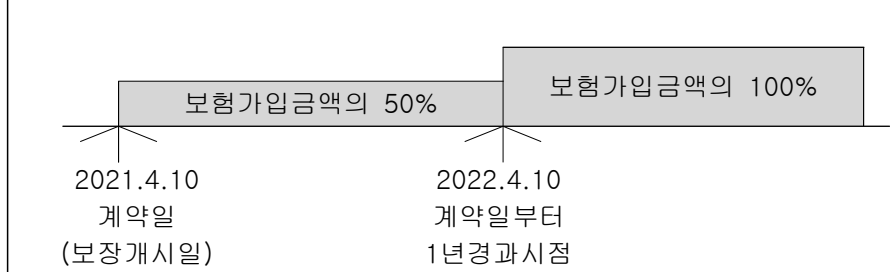 보험가입금액의 50%
보험가입금액의 100%
2021.4.10
계약일
(보장개시일)
2022.4.10
계약일부터
1년경과시점